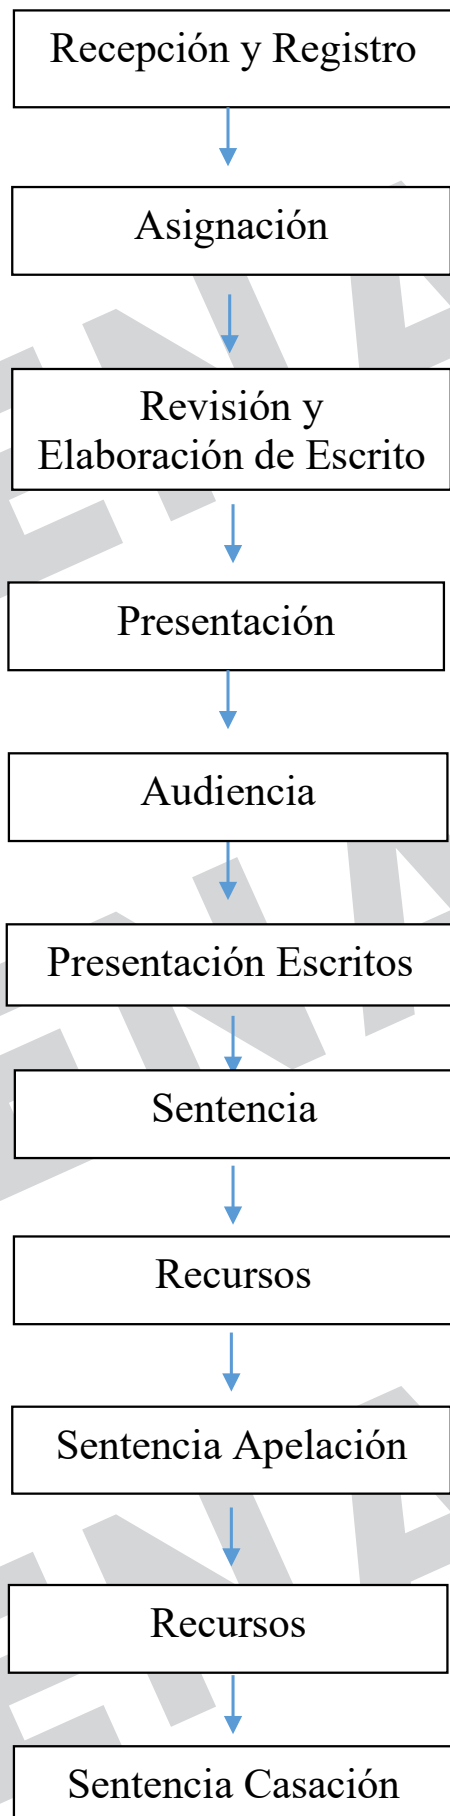 Recepción y Registro
Asignación
Revisión y
Elaboración de Escrito
Presentación
Audiencia
Presentación Escritos
Sentencia
Recursos
Sentencia Apelación
Recursos
Sentencia Casación